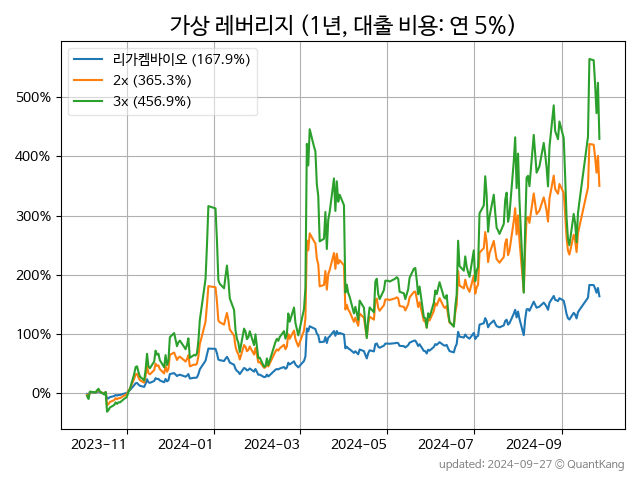 가상 레버리지 (1년, 대출 비용: 연 5%)
리가켐바이오 (167.9%)
2x (365.3%)
3x (456.9%)
500%
400%
300%
200%
100%
0%
2023-11
2024-01
2024-03
2024-05
2024-07
2024-09
updated: 2024-09-27 © QuantKang